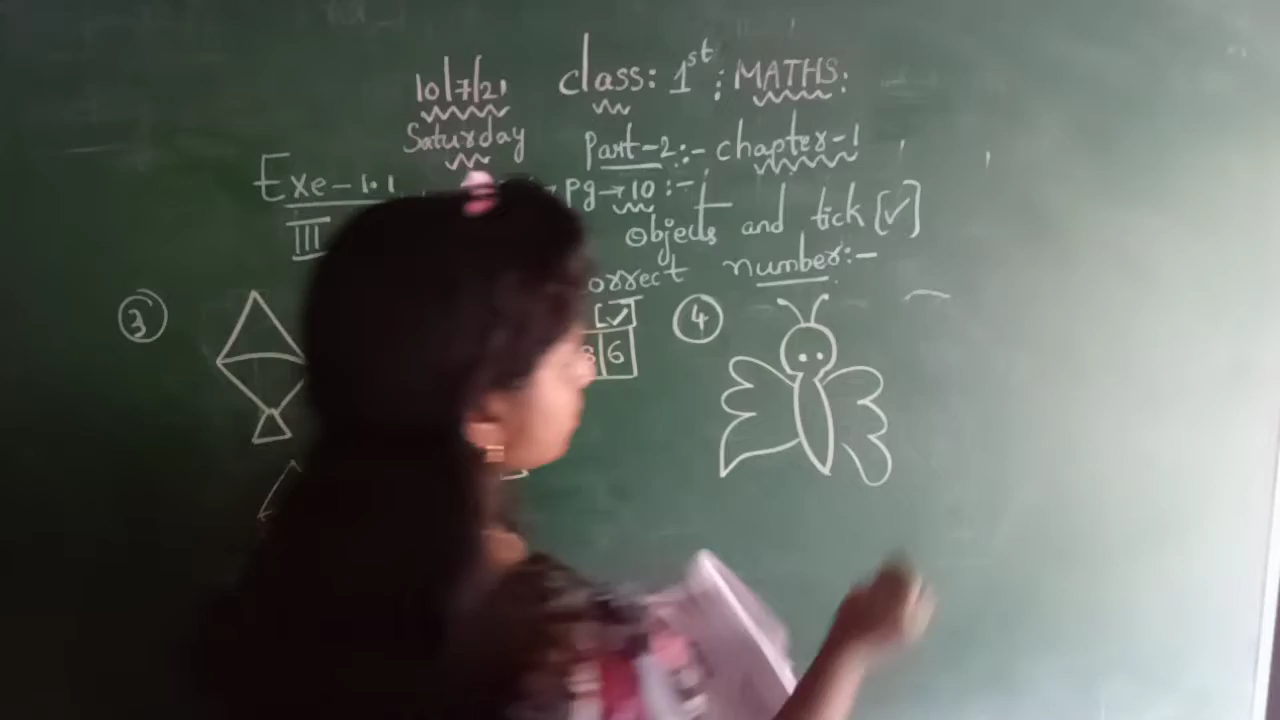 10/7/21 class: 1st : MATHS:
Saturday Part-2:- chapter-1
Exe-1.1 Pg→10:-
III objects and tick [✓]
orrect number:-
3 [✓] 4
6